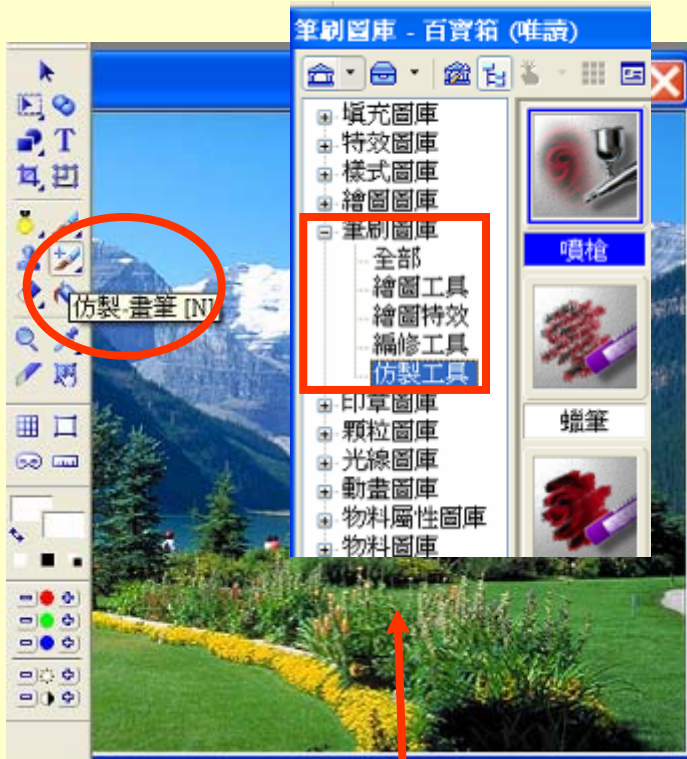 筆刷圖庫 - 百寶箱 (唯讀)
填充圖庫
特效圖庫
樣式圖庫
繪圖圖庫
筆刷圖庫
全部
繪圖工具
繪圖特效
編修工具
仿製工具
印章圖庫
顆粒圖庫
光線圖庫
動畫圖庫
物料屬性圖庫
物料圖庫
噴槍
蠟筆
T
仿製-畫筆 [N]